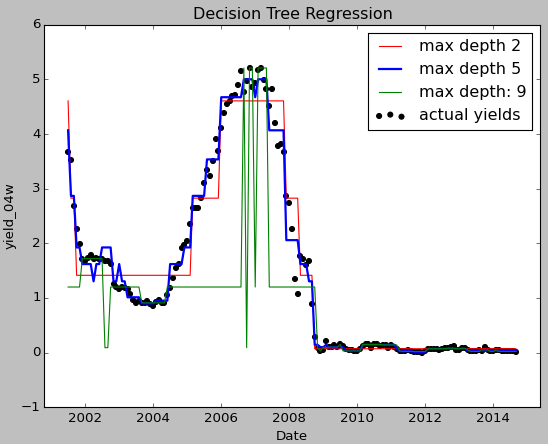 Decision Tree Regression
max depth 2
max depth 5
max depth: 9
actual yields
yield_04w
6
5
4
3
2
1
0
−1
2002 2004 2006 2008 2010 2012 2014
Date